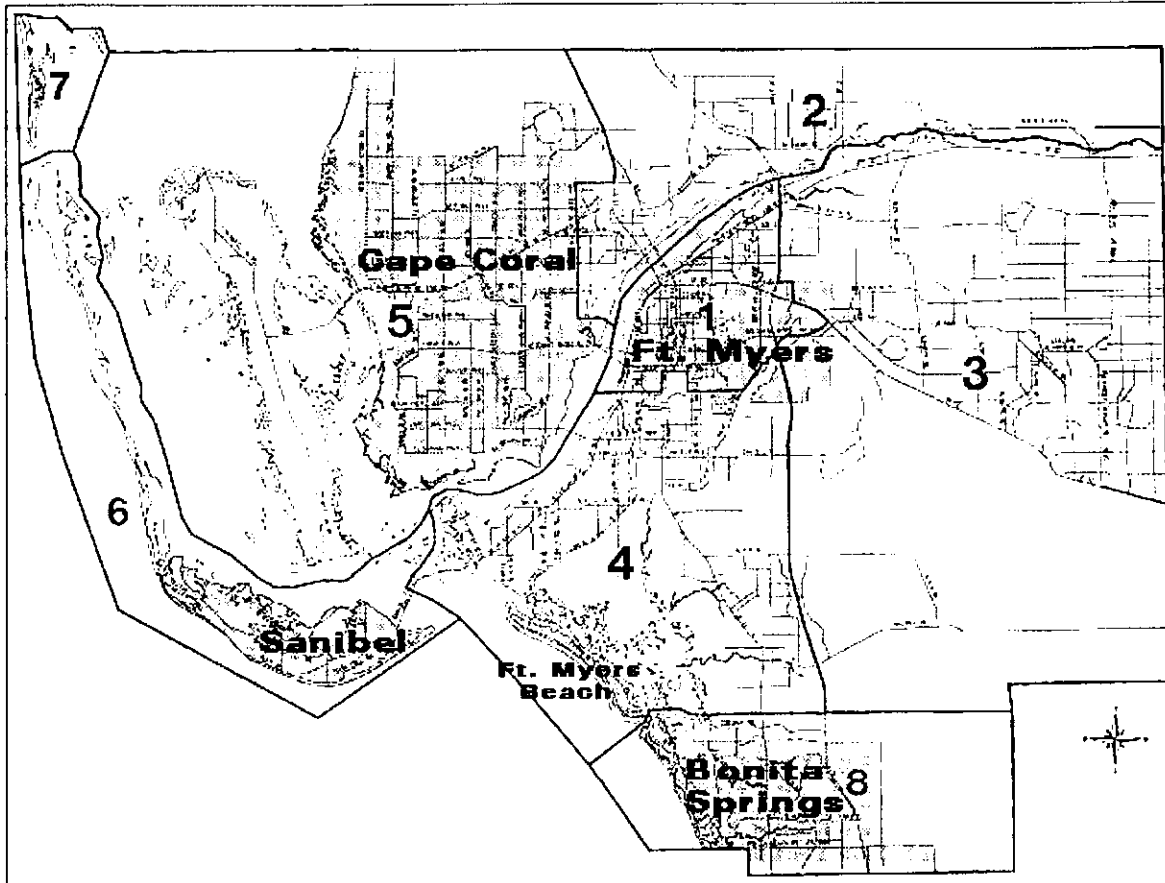 7
2
Cape Coral
5
1
Ft. Myers
3
6
4
Sanibel
Ft. Myers
Beach
Bonita
Springs
8